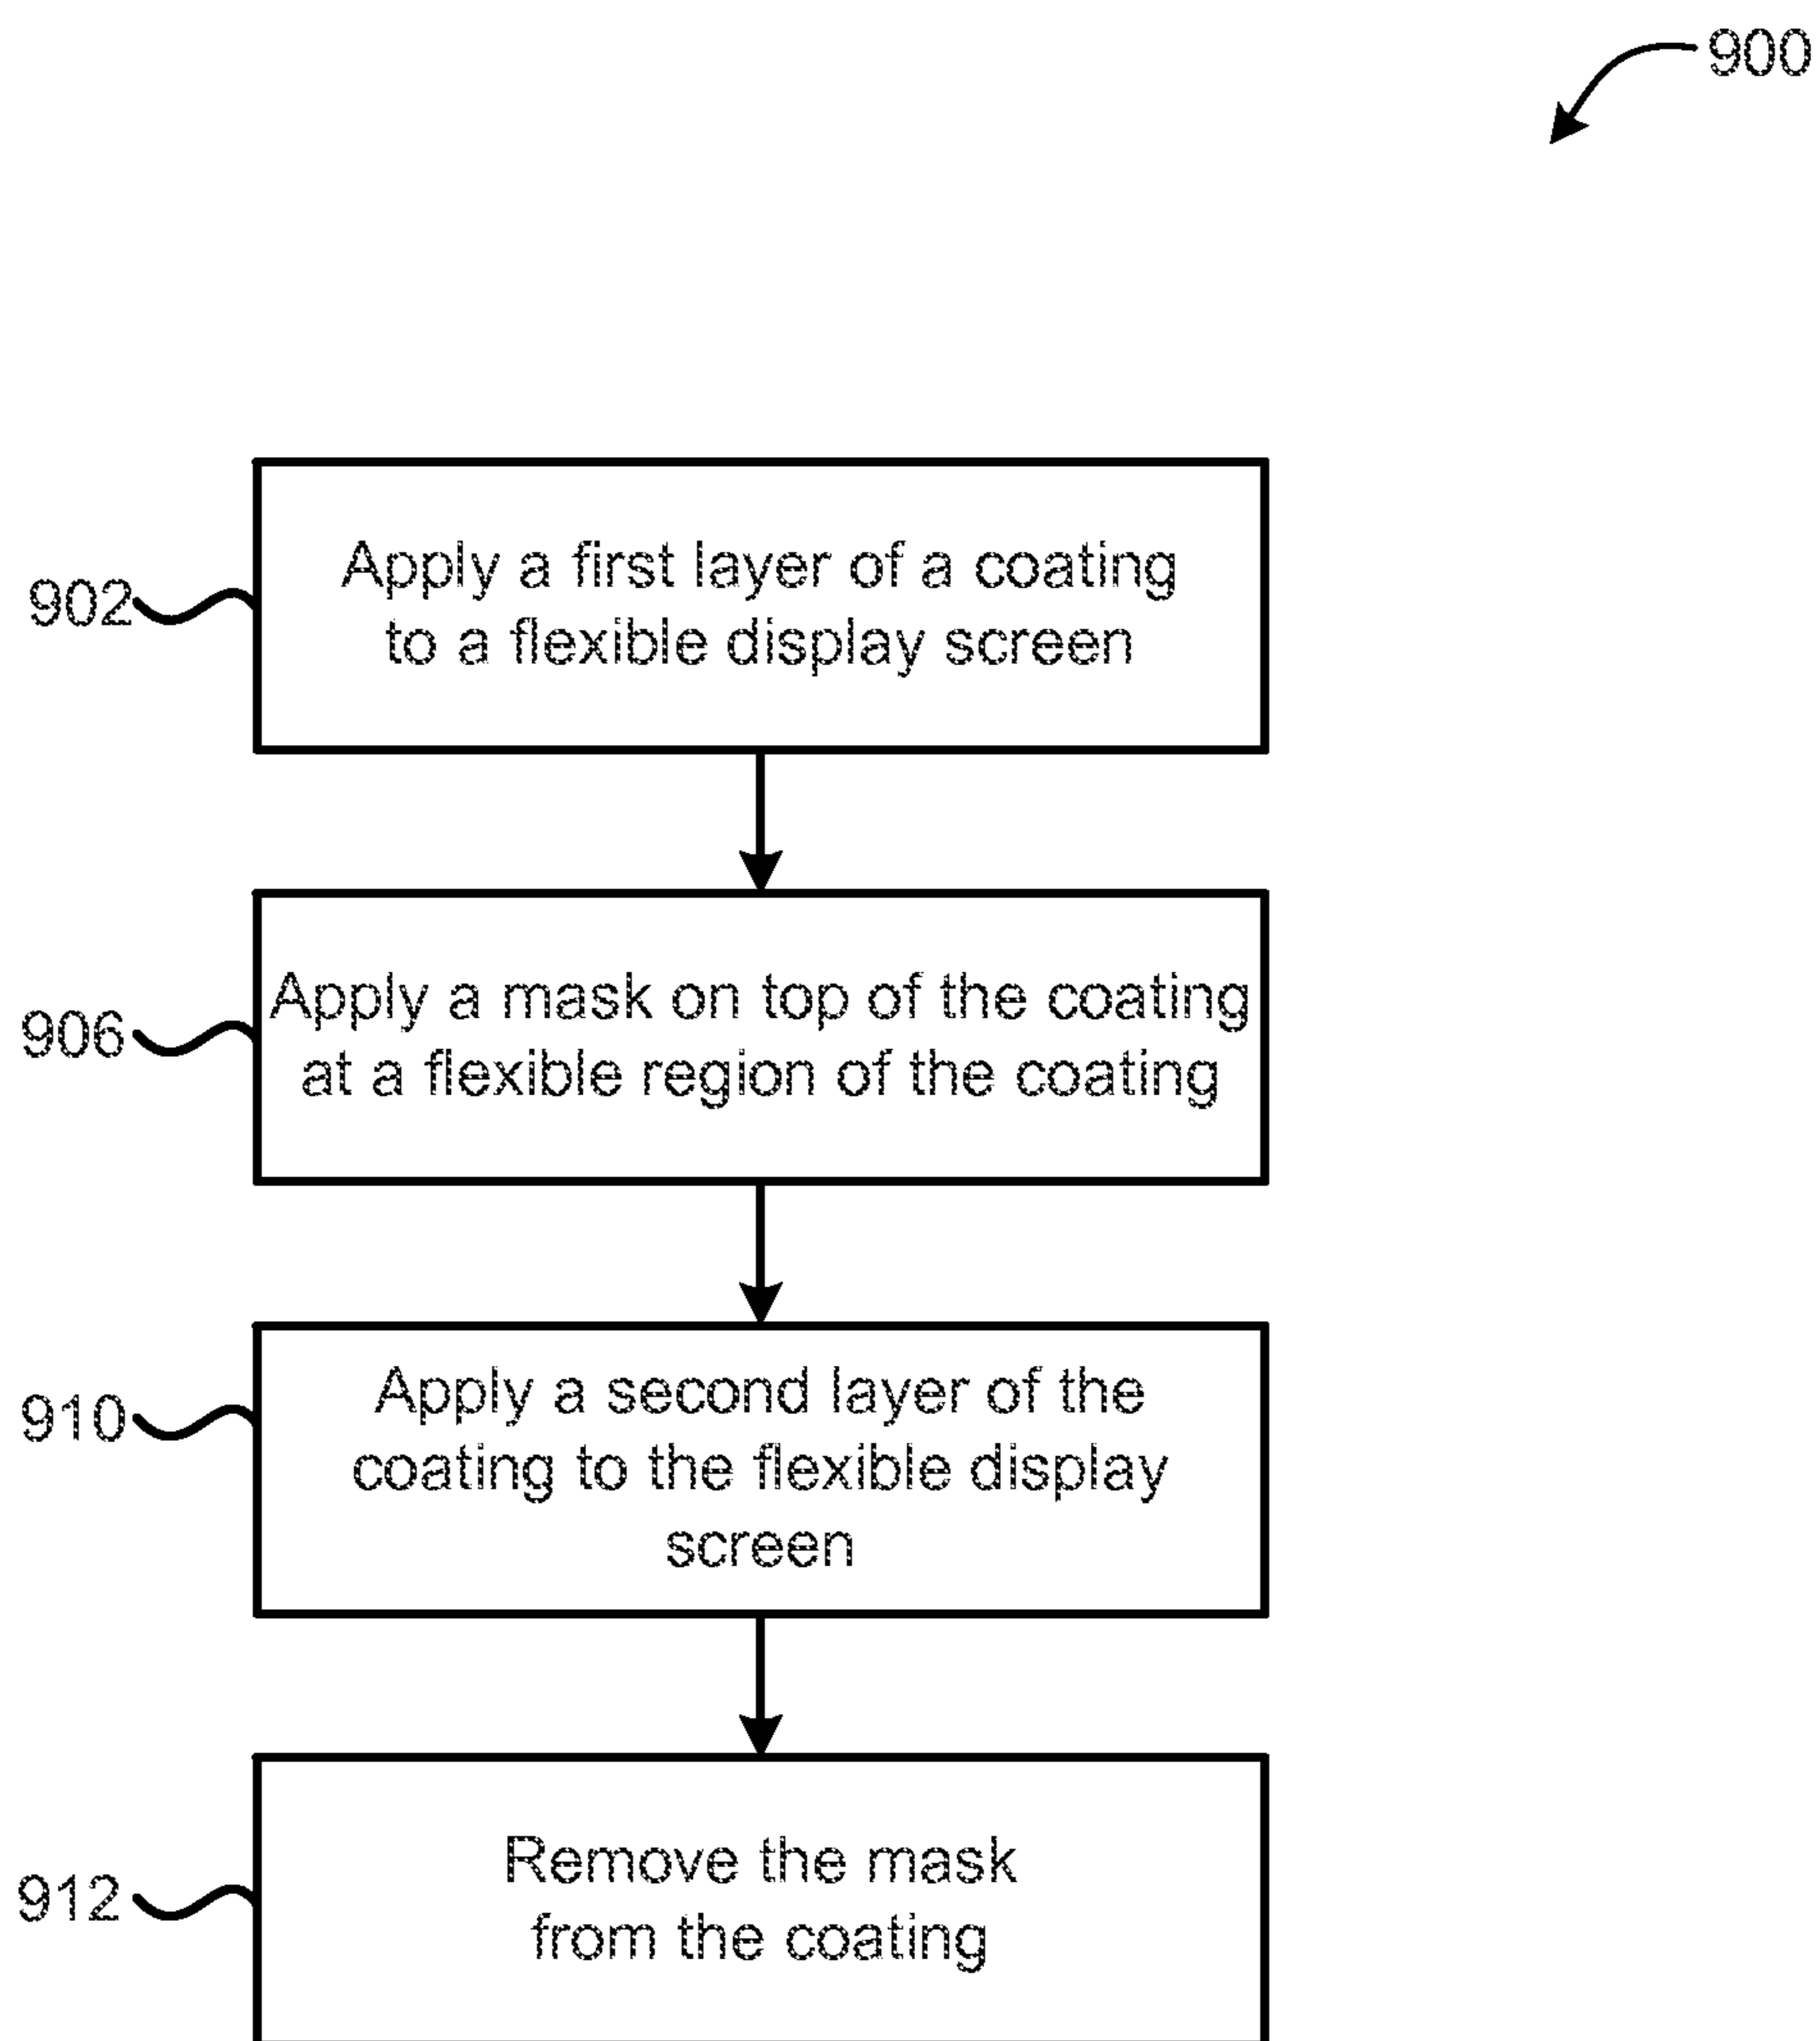 900
902
Apply a first layer of a coating
to a flexible display screen
906
Apply a mask on top of the coating
at a flexible region of the coating
910
Apply a second layer of the
coating to the flexible display
screen
912
Remove the mask
from the coating